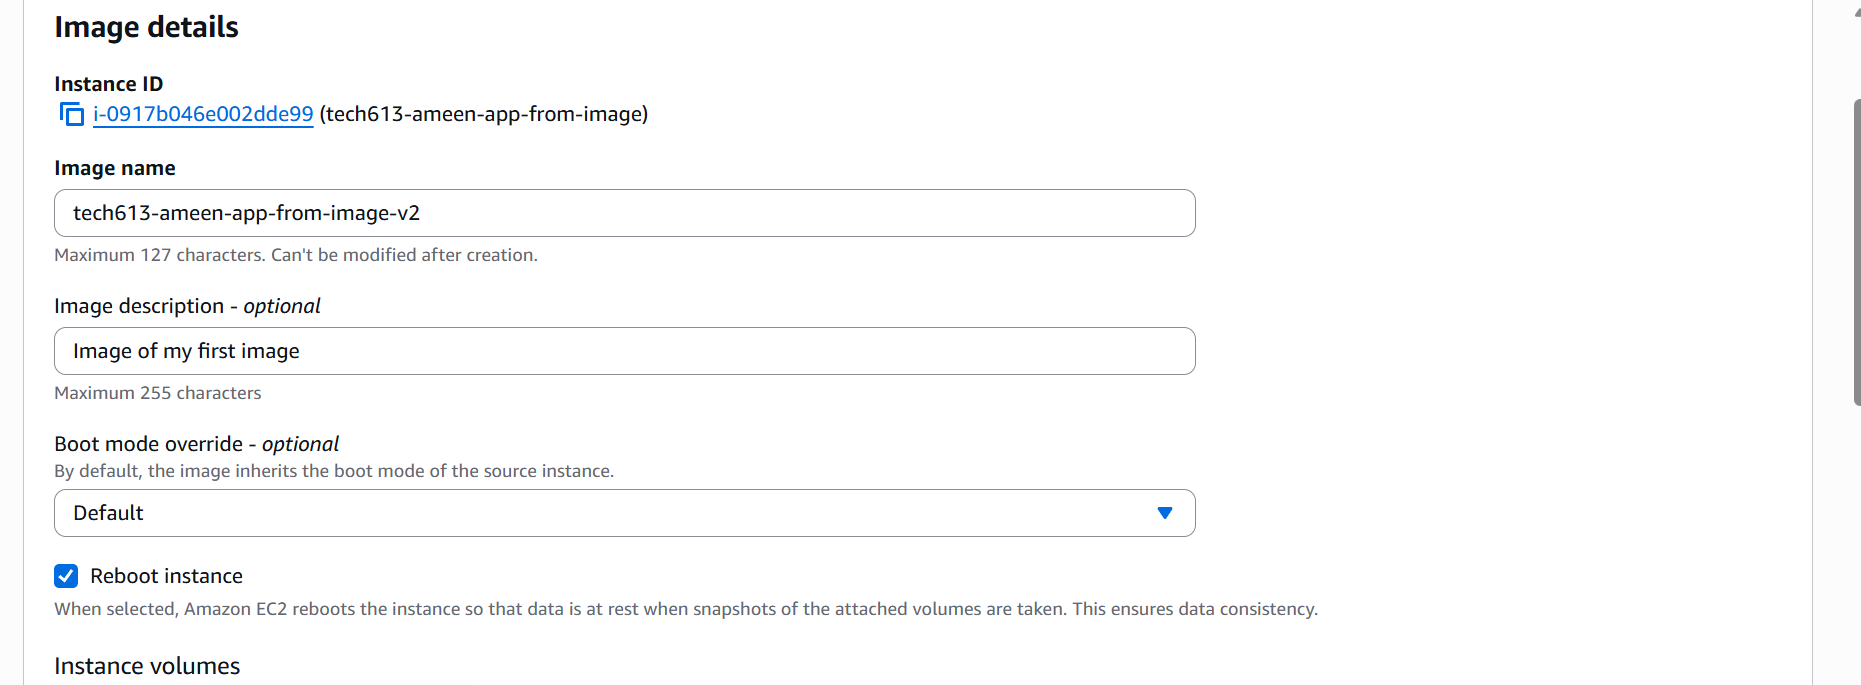 Image details
Instance ID
i-0917b046e002dde99 (tech613-ameen-app-from-image)
Image name
tech613-ameen-app-from-image-v2
Maximum 127 characters. Can't be modified after creation.
Image description - optional
Image of my first image
Maximum 255 characters
Boot mode override - optional
By default, the image inherits the boot mode of the source instance.
Default
Reboot instance
When selected, Amazon EC2 reboots the instance so that data is at rest when snapshots of the attached volumes are taken. This ensures data consistency.
Instance volumes